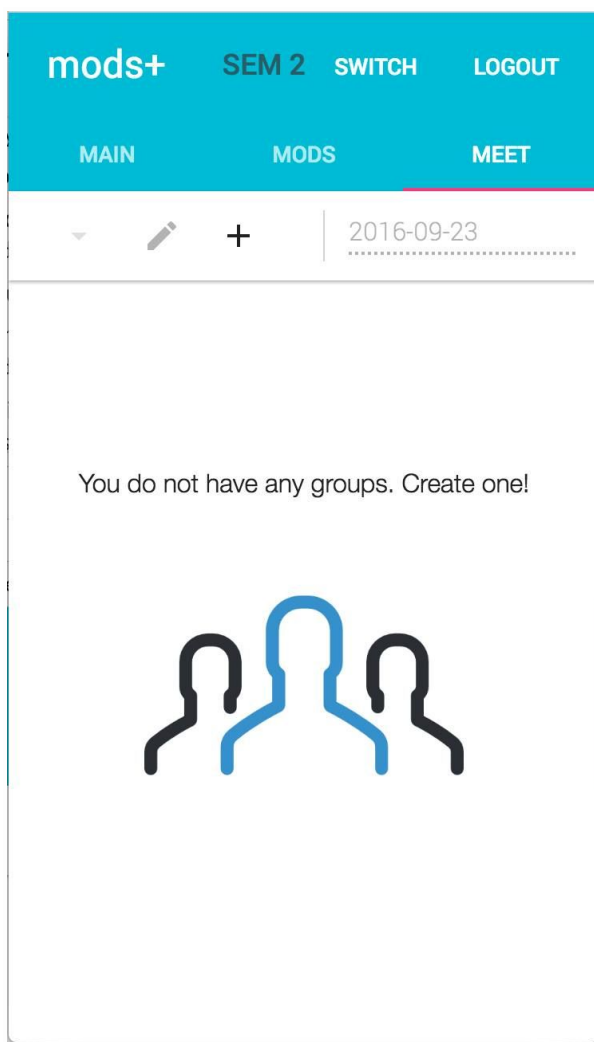 mods+ SEM 2 SWITCH LOGOUT
MAIN MODS MEET
+ 2016-09-23
You do not have any groups. Create one!